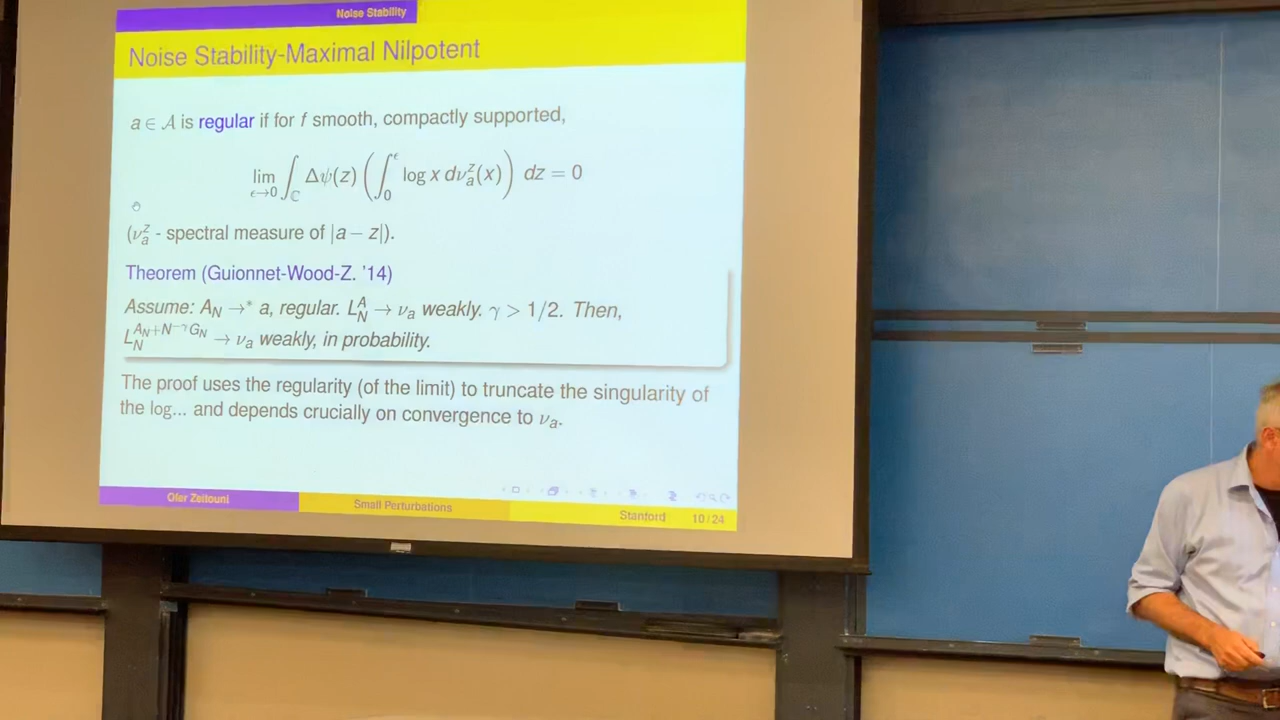 Noise Stability
Noise Stability-Maximal Nilpotent
a ∈ 𝒜 is regular if for f smooth, compactly supported,
lim_{ϵ→0} ∫_ℂ Δψ(z) (∫_0^ϵ log x dν_a^z(x)) dz = 0
(ν_a^z - spectral measure of |a − z|).
Theorem (Guionnet-Wood-Z. '14)
Assume: A_N →* a, regular. L_N^A → ν_a weakly. γ > 1/2. Then,
L_N^{A_N+N^{−γ}G_N} → ν_a weakly, in probability.
The proof uses the regularity (of the limit) to truncate the singularity of
the log... and depends crucially on convergence to ν_a.
Ofer Zeitouni
Small Perturbations
Stanford
10/24